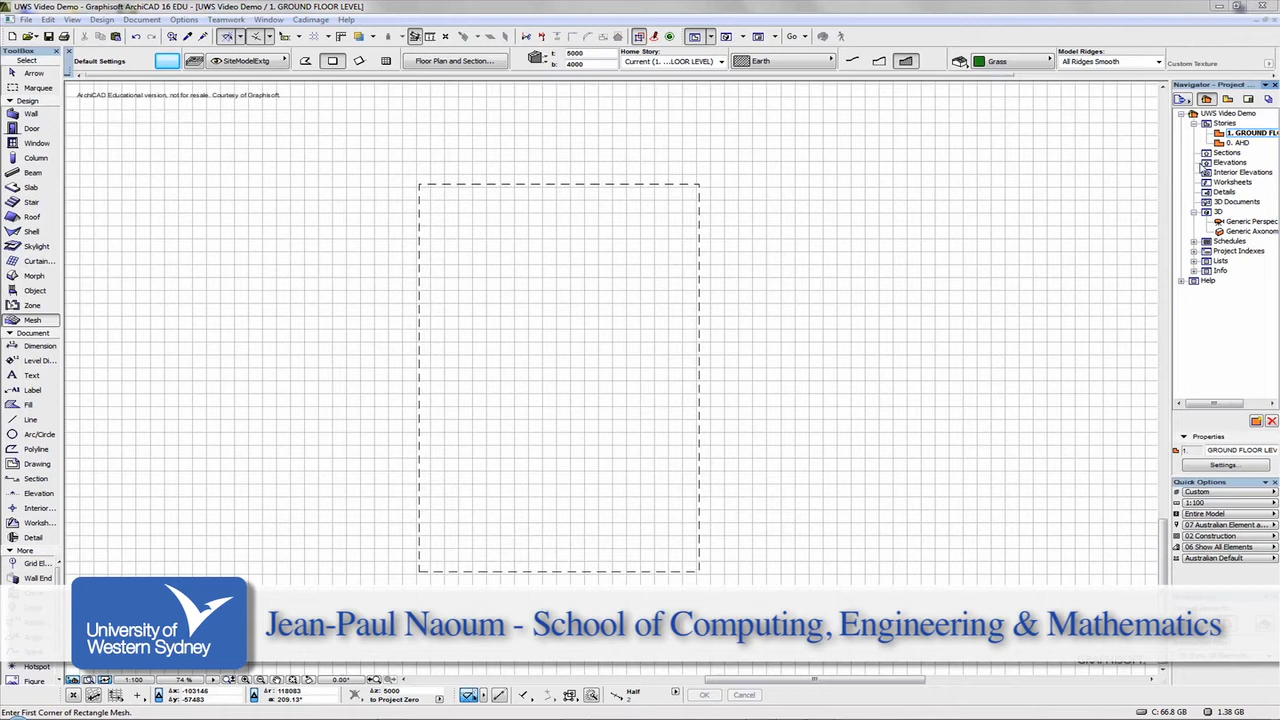 UWS Video Demo - Graphisoft ArchiCAD 16 EDU - [UWS Video Demo / 1. GROUND FLOOR LEVEL]
File Edit View Design Document Options Teamwork Window Cadimage Help
Go
ToolBox
Select
Arrow
Marquee
Design
Wall
Door
Window
Column
Beam
Slab
Stair
Roof
Shell
Skylight
Curtain...
Morph
Object
Zone
Mesh
Document
Dimension
Level Di...
Text
Label
Fill
Line
Arc/Circle
Polyline
Drawing
Section
Elevation
Interior...
Worksh...
Detail
More
Grid El...
Wall End
Hotspot
Figure
Default Settings
SiteModelExtg
Floor Plan and Section...
t: 5000
b: 4000
Home Story:
Current (1. ...LOOR LEVEL)
Earth
Grass
Model Ridges:
All Ridges Smooth
Custom Texture
ArchiCAD Educational version, not for resale. Courtesy of Graphisoft.
Navigator - Project ...
UWS Video Demo
Stories
1. GROUND FL
0. AHD
Sections
Elevations
Interior Elevations
Worksheets
Details
3D Documents
3D
Generic Perspec
Generic Axonom
Schedules
Project Indexes
Lists
Info
Help
Properties
1. GROUND FLOOR LEV
Settings...
Quick Options
Custom
1:100
Entire Model
07 Australian Element a...
02 Construction
06 Show All Elements
Australian Default
University of
Western Sydney
Jean-Paul Naoum - School of Computing, Engineering & Mathematics
1:100 74 % 0.00°
Δx: -103146
Δy: -57483
Δr: 118083
209.13°
Δz: 5000
to Project Zero
Half
2
OK Cancel
Enter First Corner of Rectangle Mesh.
C: 66.8 GB 1.38 GB